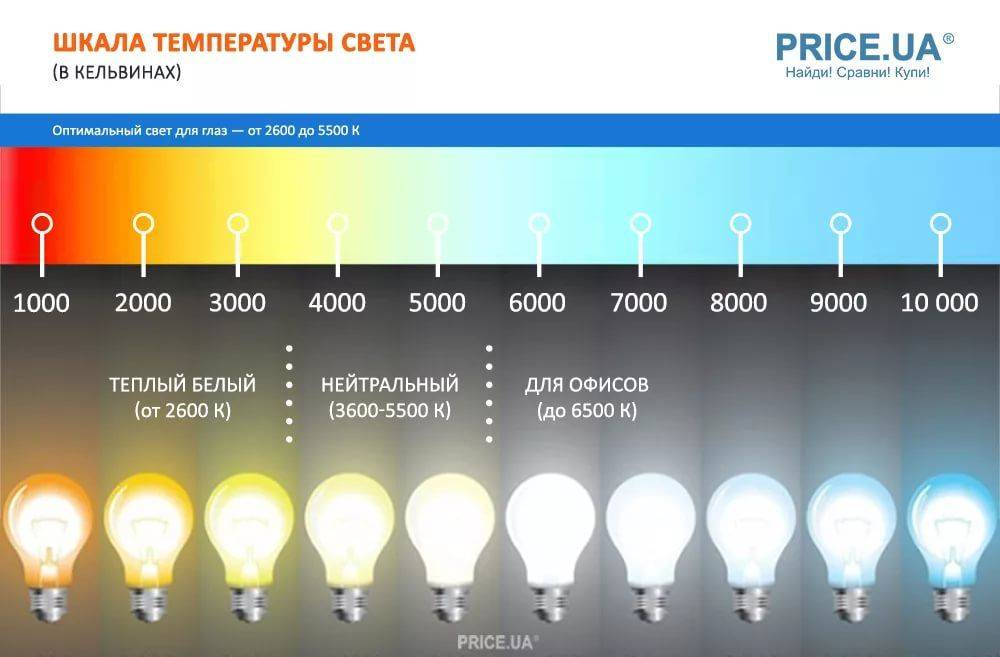 ШКАЛА ТЕМПЕРАТУРЫ СВЕТА
(В КЕЛЬВИНАХ)
PRICE.UA®
Найди! Сравни! Купи!
Оптимальный свет для глаз — от 2600 до 5500 К
1000 2000 3000 4000 5000 6000 7000 8000 9000 10 000
ТЕПЛЫЙ БЕЛЫЙ НЕЙТРАЛЬНЫЙ ДЛЯ ОФИСОВ
(от 2600 К) (3600-5500 К) (до 6500 К)
PRICE.UA®